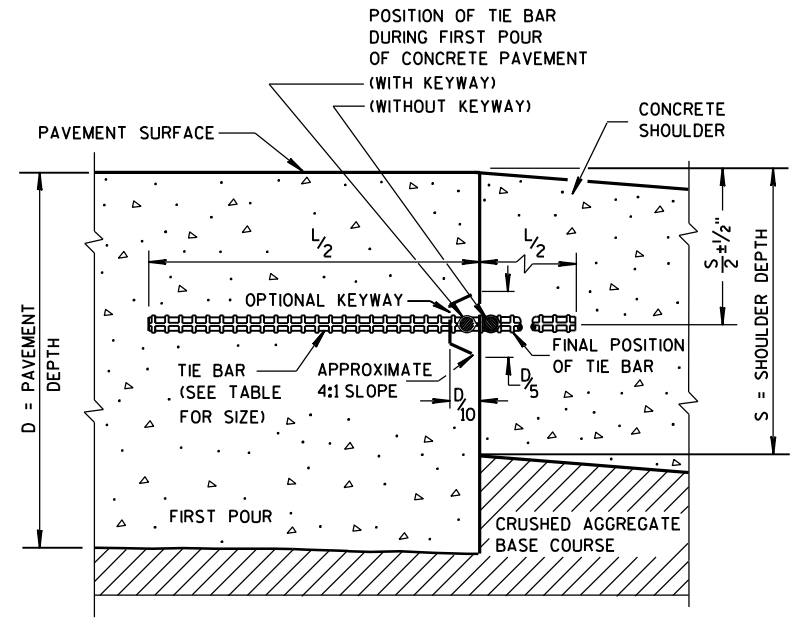 POSITION OF TIE BAR
DURING FIRST POUR
OF CONCRETE PAVEMENT
(WITH KEYWAY)
(WITHOUT KEYWAY)
CONCRETE
SHOULDER
PAVEMENT SURFACE
L/2
L/2
S/2 ±1/2"
OPTIONAL KEYWAY
D = PAVEMENT
DEPTH
S = SHOULDER DEPTH
TIE BAR
(SEE TABLE
FOR SIZE)
APPROXIMATE
4:1 SLOPE
D/10
D/5
FINAL POSITION
OF TIE BAR
FIRST POUR
CRUSHED AGGREGATE
BASE COURSE